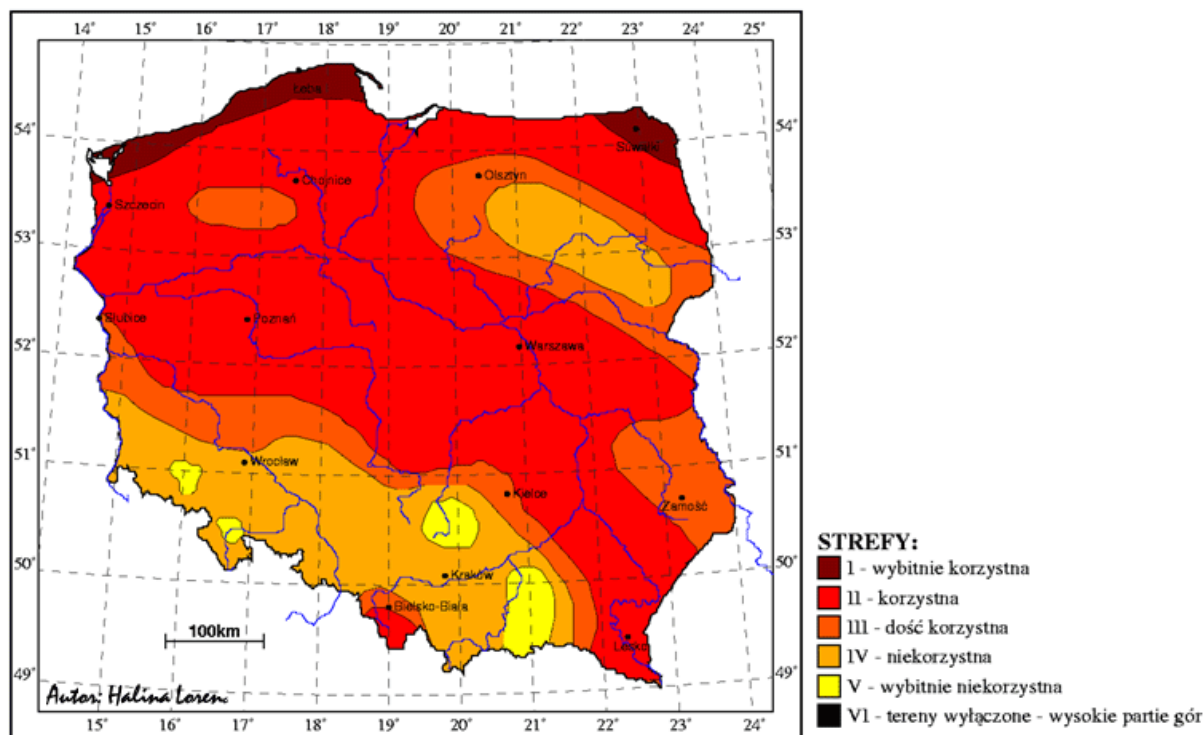 14° 15° 16° 17° 18° 19° 20° 21° 22° 23° 24°
Łeba
54°
54°
Suwałki
Olsztyn
Chojnice
Szczecin
53°
53°
Słubice
Poznań
Warszawa
52°
52°
51°
51°
Wrocław
Kielce
Zamość
50°
50°
Kraków
Bielsko-Biala
100km
Lesko
49°
49°
Autor: Halina Lorenc
15° 16° 17° 18° 19° 20° 21° 22° 23° 24°
STREFY:
I - wybitnie korzystna
II - korzystna
III - dość korzystna
IV - niekorzystna
V - wybitnie niekorzystna
VI - tereny wyłączone - wysokie partie gór